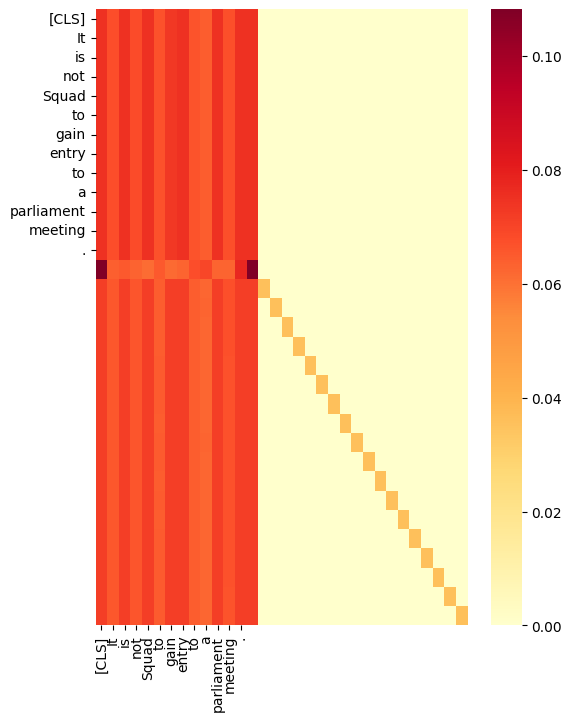 [CLS]
It
is
not
Squad
to
gain
entry
to
a
parliament
meeting
.
0.10
0.08
0.06
0.04
0.02
0.00
[CLS]
It
is
not
Squad
to
gain
entry
to
a
parliament
meeting
.